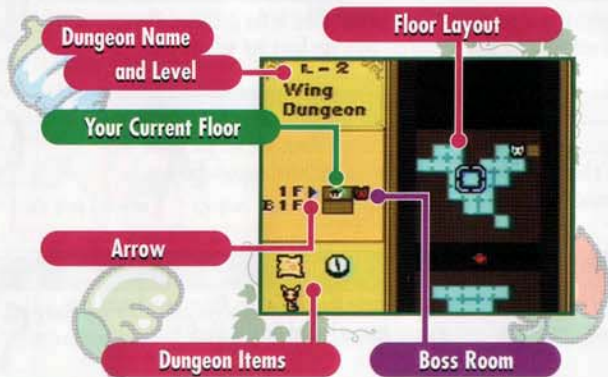 Dungeon Name
and Level
Floor Layout
L - 2
Wing
Dungeon
Your Current Floor
1F
B1F
Arrow
Dungeon Items
Boss Room